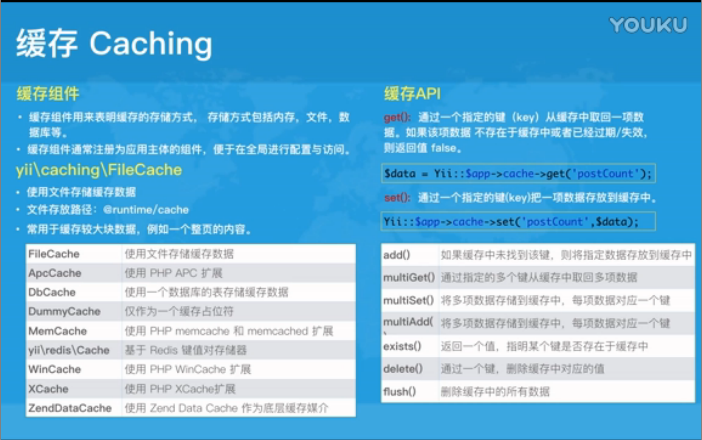 YOUKU
缓存 Caching
缓存组件
• 缓存组件用来表明缓存的存储方式， 存储方式包括内存，文件，数
据库等。
• 缓存组件通常注册为应用主体的组件，便于在全局进行配置与访问。
yii\caching\FileCache
• 使用文件存储缓存数据
• 文件存放路径：@runtime/cache
• 常用于缓存较大块数据，例如一个整页的内容。
FileCache 使用文件存储缓存数据
ApcCache 使用 PHP APC 扩展
DbCache 使用一个数据库的表存储缓存数据
DummyCache 仅作为一个缓存占位符
MemCache 使用 PHP memcache 和 memcached 扩展
yii\redis\Cache 基于 Redis 键值对存储器
WinCache 使用 PHP WinCache 扩展
XCache 使用 PHP XCache扩展
ZendDataCache 使用 Zend Data Cache 作为底层缓存媒介
缓存API
get(): 通过一个指定的键（key）从缓存中取回一项数
据。如果该项数据 不存在于缓存中或者已经过期/失效，
则返回值 false。
$data = Yii::$app->cache->get('postCount');
set(): 通过一个指定的键(key)把一项数据存放到缓存中。
Yii::$app->cache->set('postCount',$data);
add() 如果缓存中未找到该键，则将指定数据存放到缓存中
multiGet() 通过指定的多个键从缓存中取回多项数据
multiSet() 将多项数据存储到缓存中，每项数据对应一个键
multiAdd( 将多项数据存储到缓存中，每项数据对应一个键
)
exists() 返回一个值，指明某个键是否存在于缓存中
delete() 通过一个键，删除缓存中对应的值
flush() 删除缓存中的所有数据